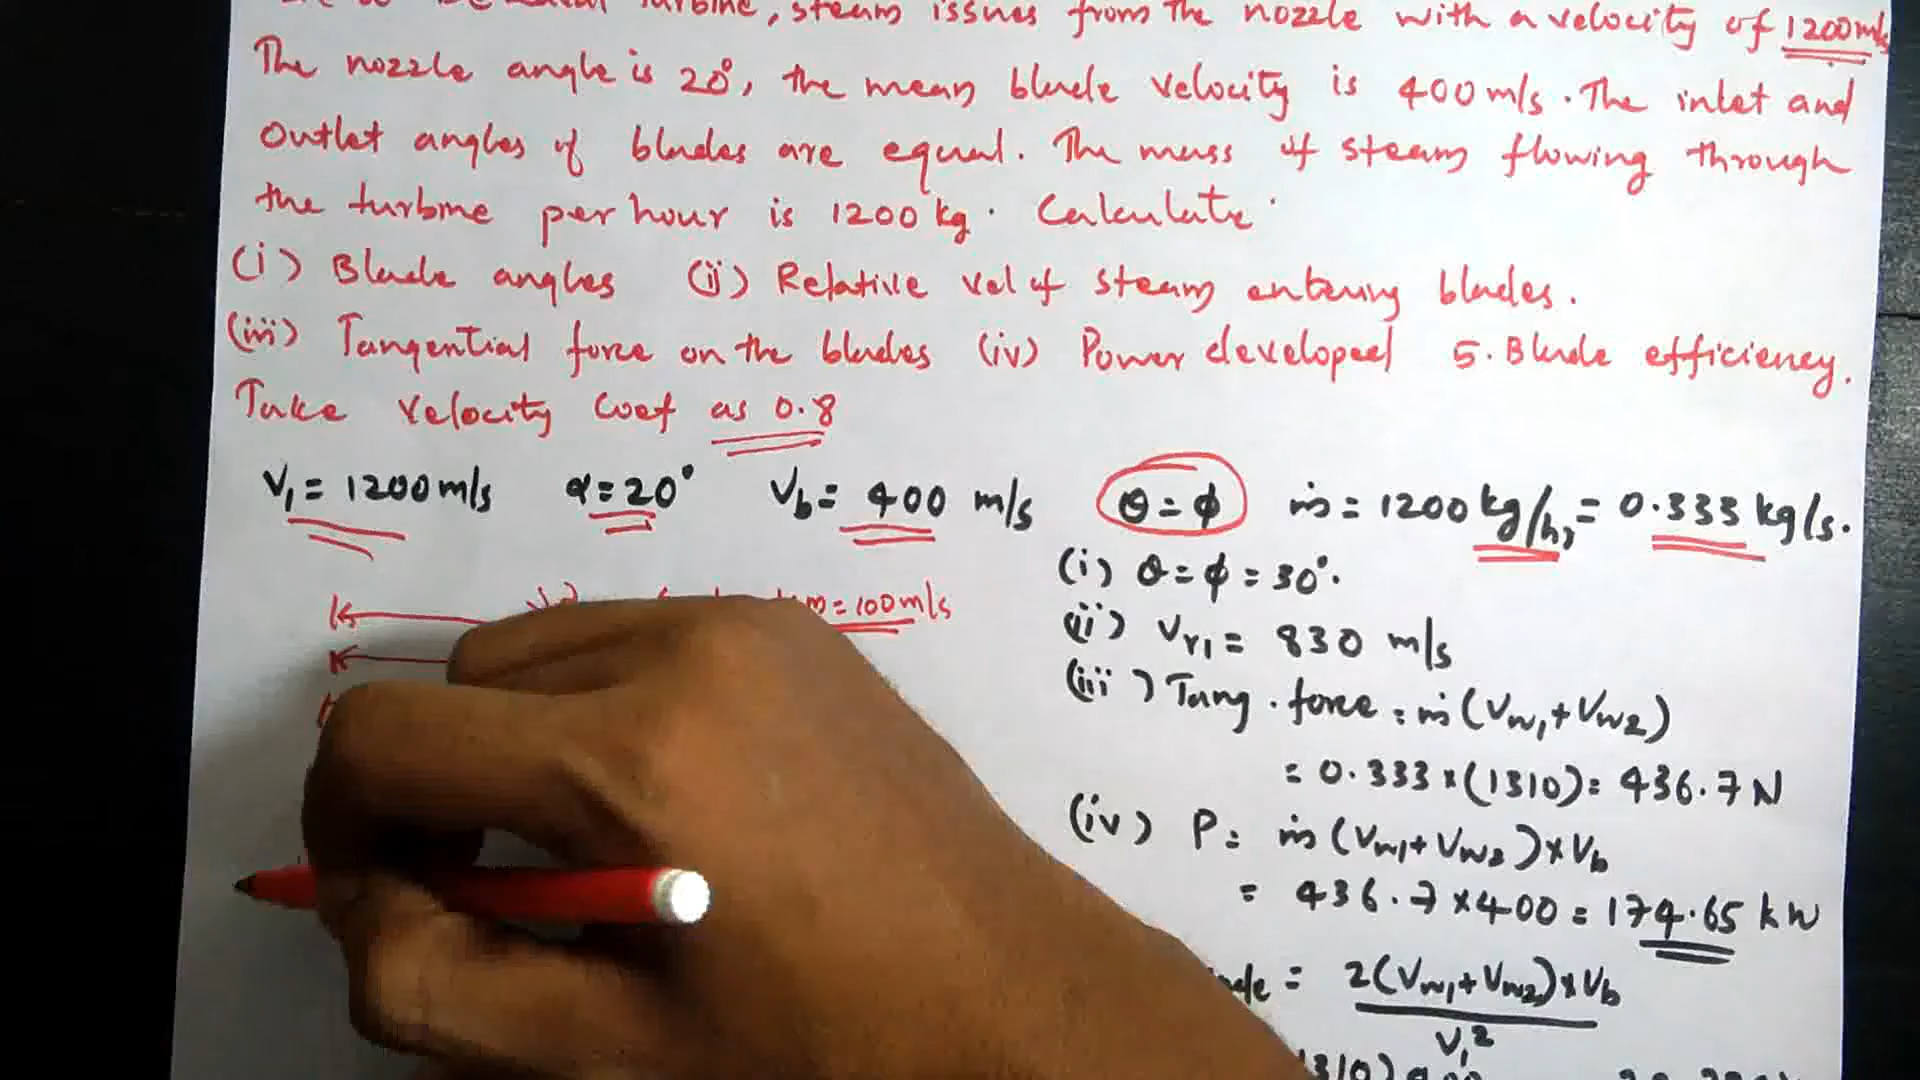 Turbine, steam issues from the nozzle with a velocity of 1200m/s
The nozzle angle is 20°, the mean blade velocity is 400 m/s. The inlet and
Outlet angles of blades are equal. The mass of steam flowing through
the turbine per hour is 1200 kg. Calculate
(i) Blade angles (ii) Relative vel of steam entering blades.
(iii) Tangential force on the blades (iv) Power developed 5. Blade efficiency.
Take velocity coef as 0.8
V₁ = 1200 m/s α = 20° Vb = 400 m/s θ = φ ṁ = 1200 kg/hr = 0.333 kg/s.
= 100 m/s
(i) θ = φ = 30°.
(ii) Vr1 = 830 m/s
(iii) Tang. force = ṁ (Vw1 + Vw2)
= 0.333 × (1310) = 436.7 N
(iv) P = ṁ (Vw1 + Vw2) × Vb
= 436.7 × 400 = 174.65 kW
= 2(Vw1 + Vw2) × Vb
V₁²